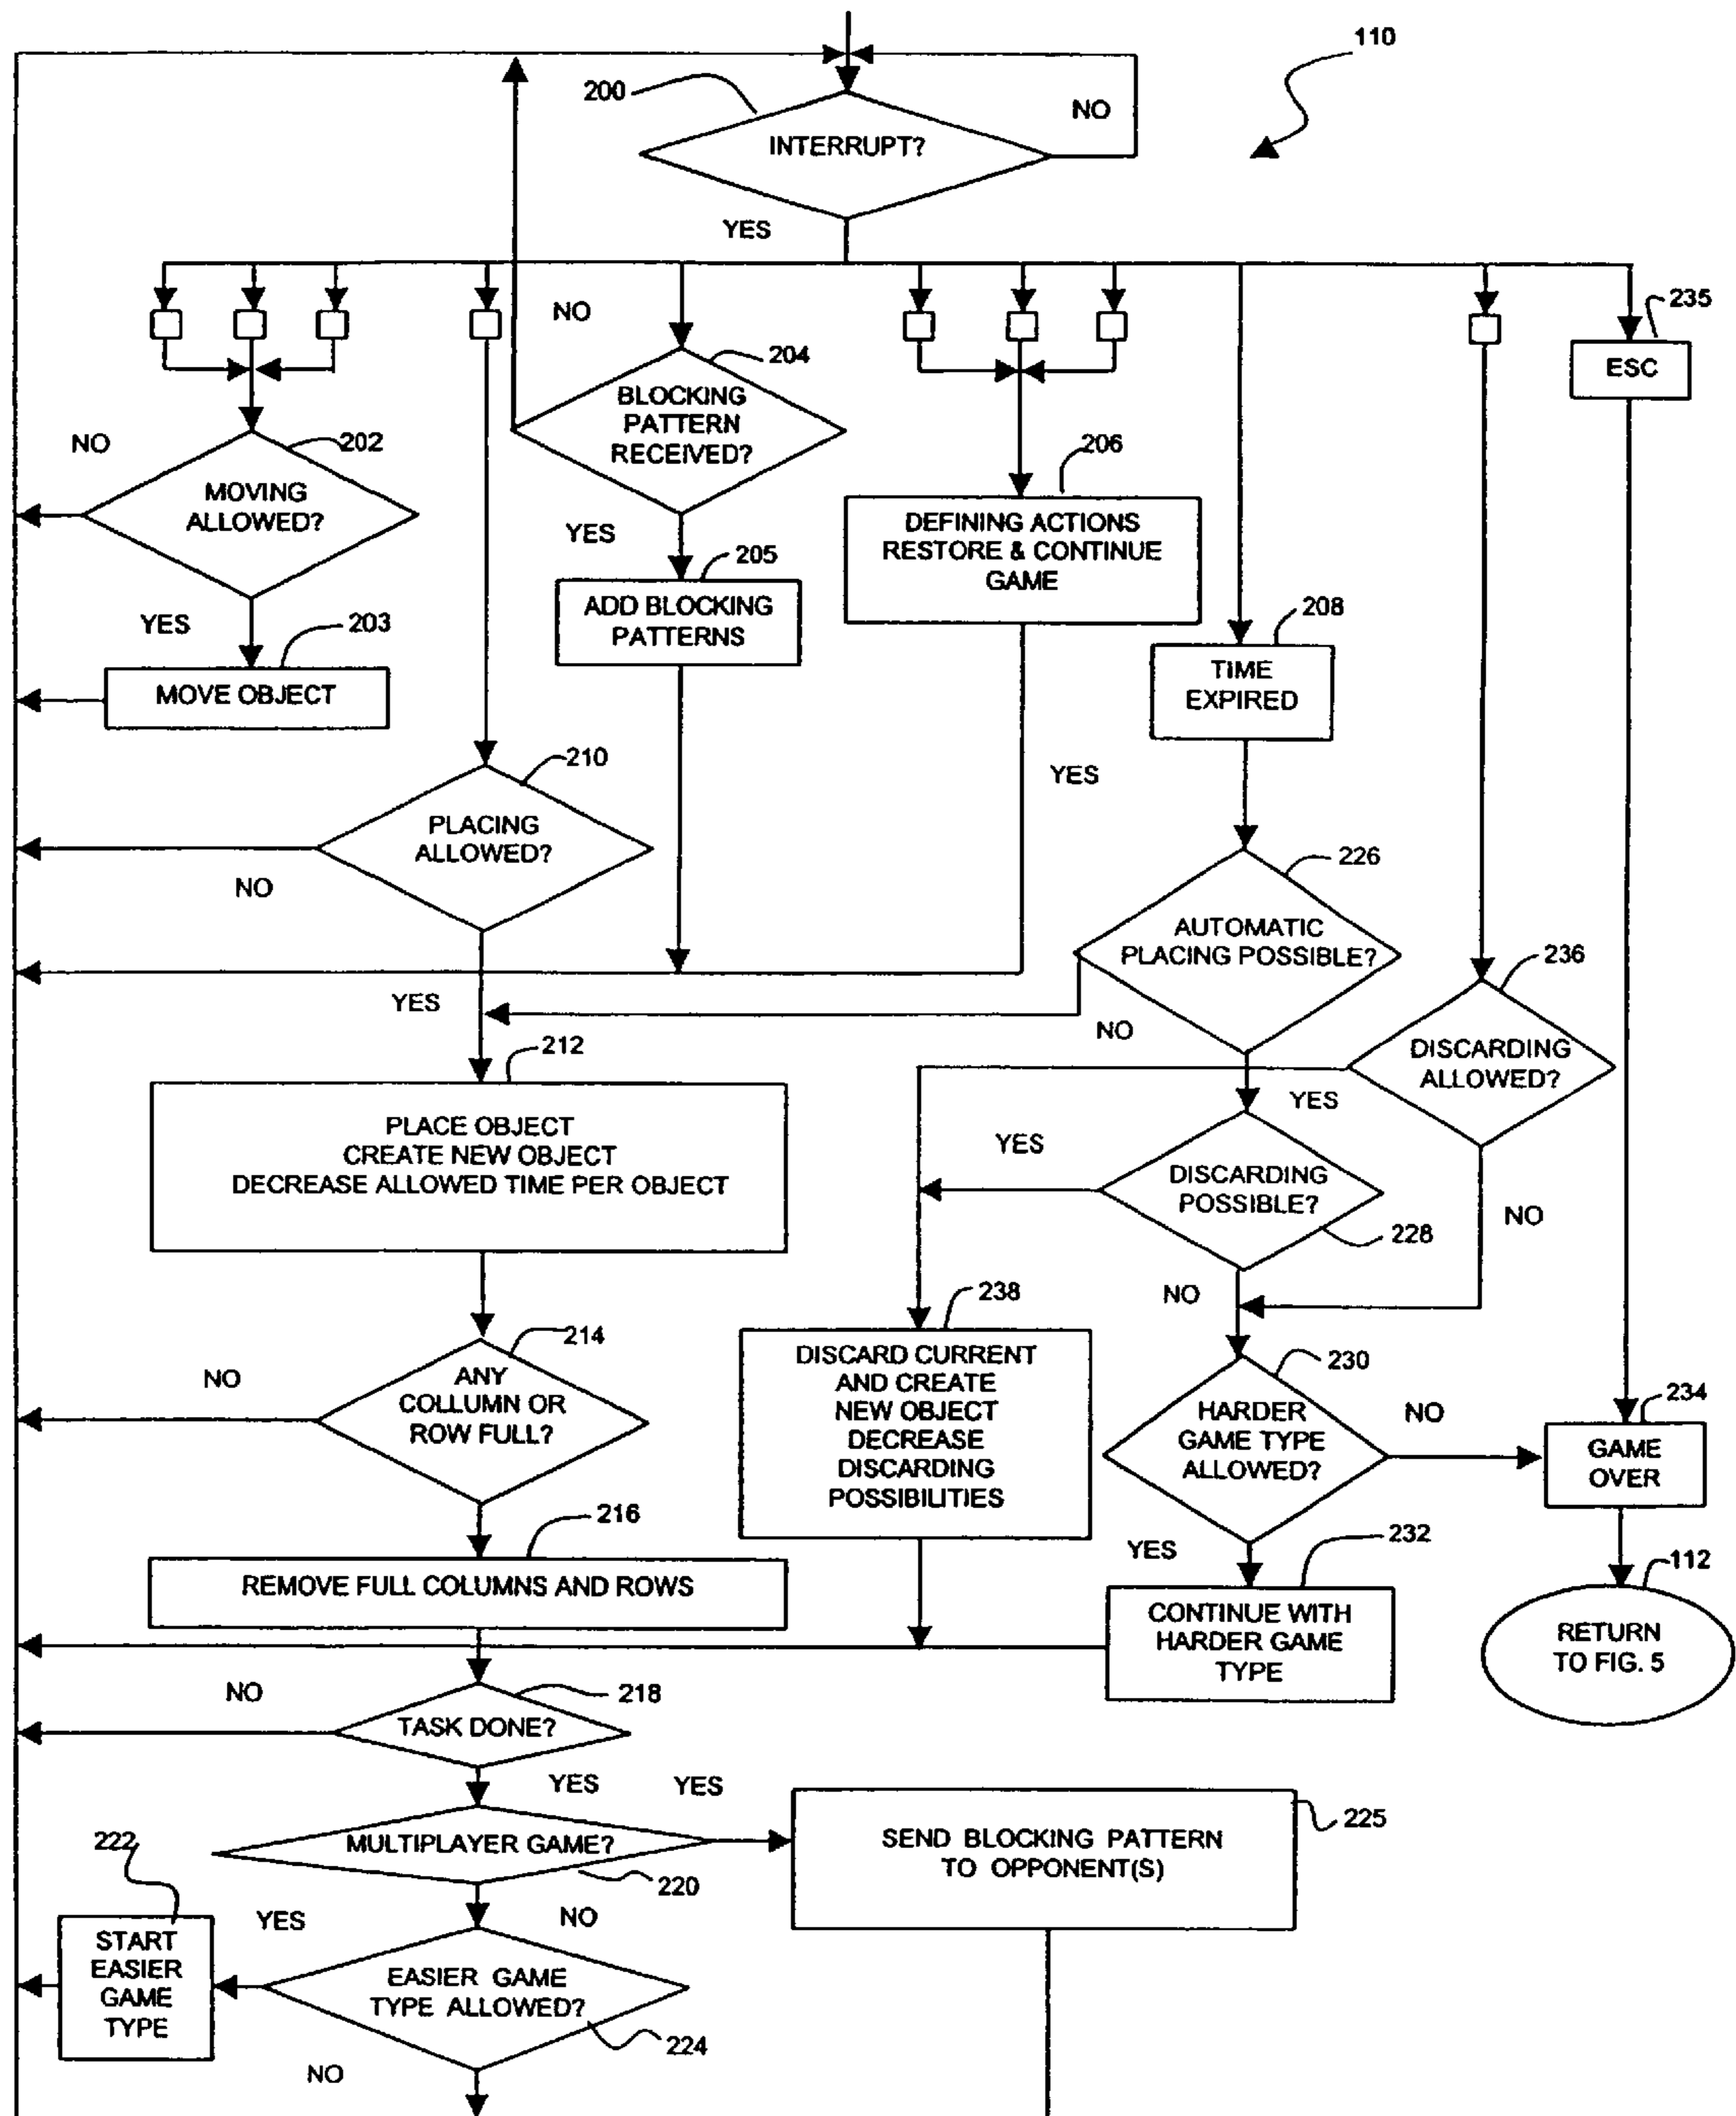 110
200
INTERRUPT?
NO
YES
235
ESC
NO
204
BLOCKING
PATTERN
RECEIVED?
NO
202
MOVING
ALLOWED?
206
DEFINING ACTIONS
RESTORE & CONTINUE
GAME
YES
205
ADD BLOCKING
PATTERNS
YES
203
MOVE OBJECT
208
TIME
EXPIRED
210
PLACING
ALLOWED?
NO
YES
226
AUTOMATIC
PLACING POSSIBLE?
236
DISCARDING
ALLOWED?
YES
NO
212
PLACE OBJECT
CREATE NEW OBJECT
DECREASE ALLOWED TIME PER OBJECT
YES
YES
DISCARDING
POSSIBLE?
228
NO
NO
214
ANY
COLLUMN OR
ROW FULL?
NO
238
DISCARD CURRENT
AND CREATE
NEW OBJECT
DECREASE
DISCARDING
POSSIBILITIES
230
HARDER
GAME TYPE
ALLOWED?
NO
234
GAME
OVER
216
REMOVE FULL COLUMNS AND ROWS
YES
232
CONTINUE WITH
HARDER GAME
TYPE
112
RETURN
TO FIG. 5
NO
218
TASK DONE?
YES
YES
222
MULTIPLAYER GAME?
220
225
SEND BLOCKING PATTERN
TO OPPONENT(S)
YES
NO
START
EASIER
GAME
TYPE
EASIER GAME
TYPE ALLOWED?
224
NO